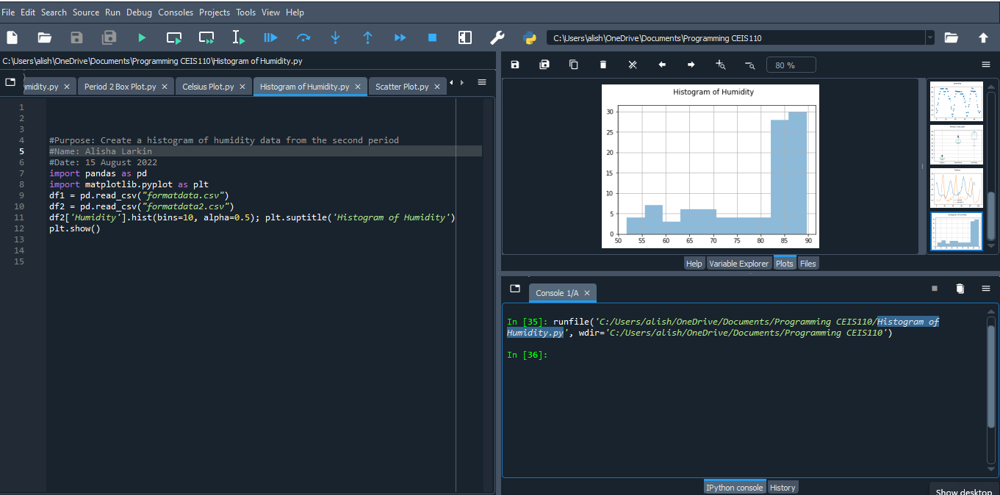 File Edit Search Source Run Debug Consoles Projects Tools View Help
C:\Users\alish\OneDrive\Documents\Programming CEIS110
C:\Users\alish\OneDrive\Documents\Programming CEIS110\Histogram of Humidity.py
midity.py Period 2 Box Plot.py Celsius Plot.py Histogram of Humidity.py Scatter Plot.py
1
2
3
4 #Purpose: Create a histogram of humidity data from the second period
5 #Name: Alisha Larkin
6 #Date: 15 August 2022
7 import pandas as pd
8 import matplotlib.pyplot as plt
9 df1 = pd.read_csv("formatdata.csv")
10 df2 = pd.read_csv("formatdata2.csv")
11 df2['Humidity'].hist(bins=10, alpha=0.5); plt.suptitle('Histogram of Humidity')
12 plt.show()
13
14
15
80 %
Histogram of Humidity
30
25
20
15
10
5
0
50 55 60 65 70 75 80 85 90
Help Variable Explorer Plots Files
Console 1/A
In [35]: runfile('C:/Users/alish/OneDrive/Documents/Programming CEIS110/Histogram of
Humidity.py', wdir='C:/Users/alish/OneDrive/Documents/Programming CEIS110')
In [36]:
IPython console History
Show desktop